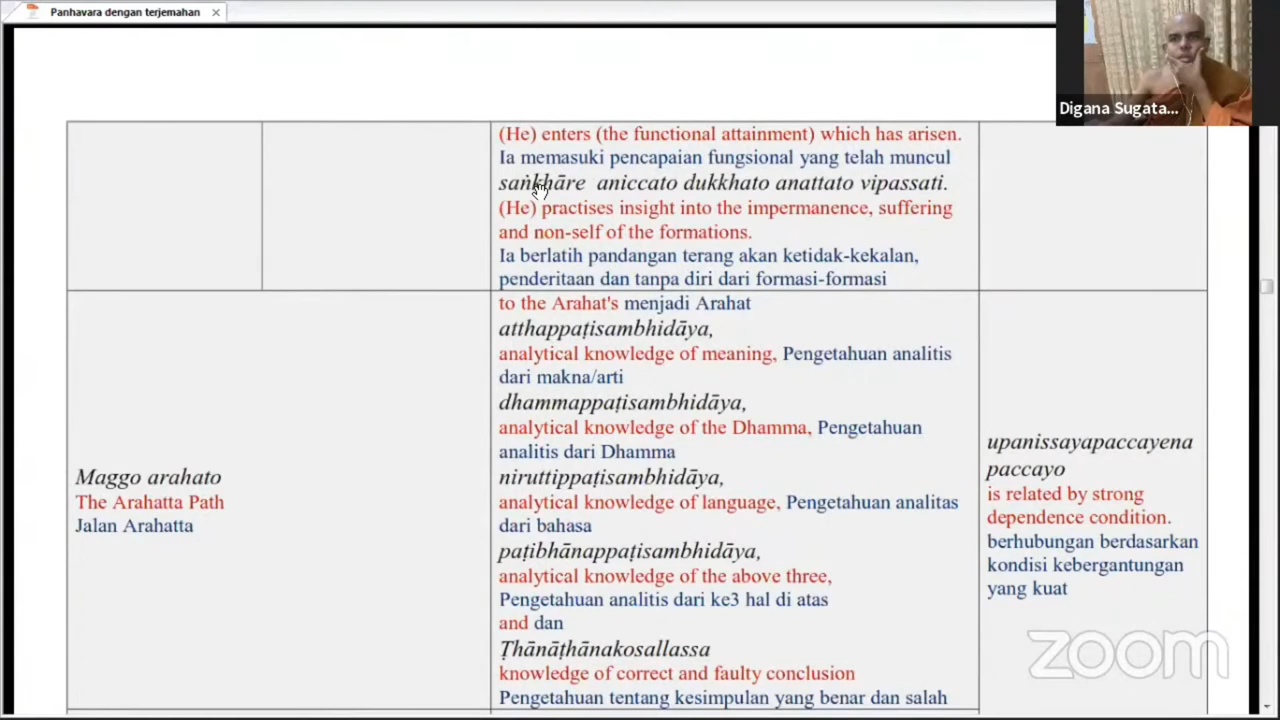 Panhavara dengan terjemahan
Digana Sugata...
(He) enters (the functional attainment) which has arisen.
Ia memasuki pencapaian fungsional yang telah muncul
saṅkhāre aniccato dukkhato anattato vipassati.
(He) practises insight into the impermanence, suffering
and non-self of the formations.
Ia berlatih pandangan terang akan ketidak-kekalan,
penderitaan dan tanpa diri dari formasi-formasi
Maggo arahato
The Arahatta Path
Jalan Arahatta
to the Arahat's menjadi Arahat
atthappaṭisambhidāya,
analytical knowledge of meaning, Pengetahuan analitis
dari makna/arti
dhammappaṭisambhidāya,
analytical knowledge of the Dhamma, Pengetahuan
analitis dari Dhamma
niruttippaṭisambhidāya,
analytical knowledge of language, Pengetahuan analitas
dari bahasa
paṭibhānappaṭisambhidāya,
analytical knowledge of the above three,
Pengetahuan analitis dari ke3 hal di atas
and dan
Ṭhānāṭhānakosallassa
knowledge of correct and faulty conclusion
Pengetahuan tentang kesimpulan yang benar dan salah
upanissayapaccayena
paccayo
is related by strong
dependence condition.
berhubungan berdasarkan
kondisi kebergantungan
yang kuat
zoom